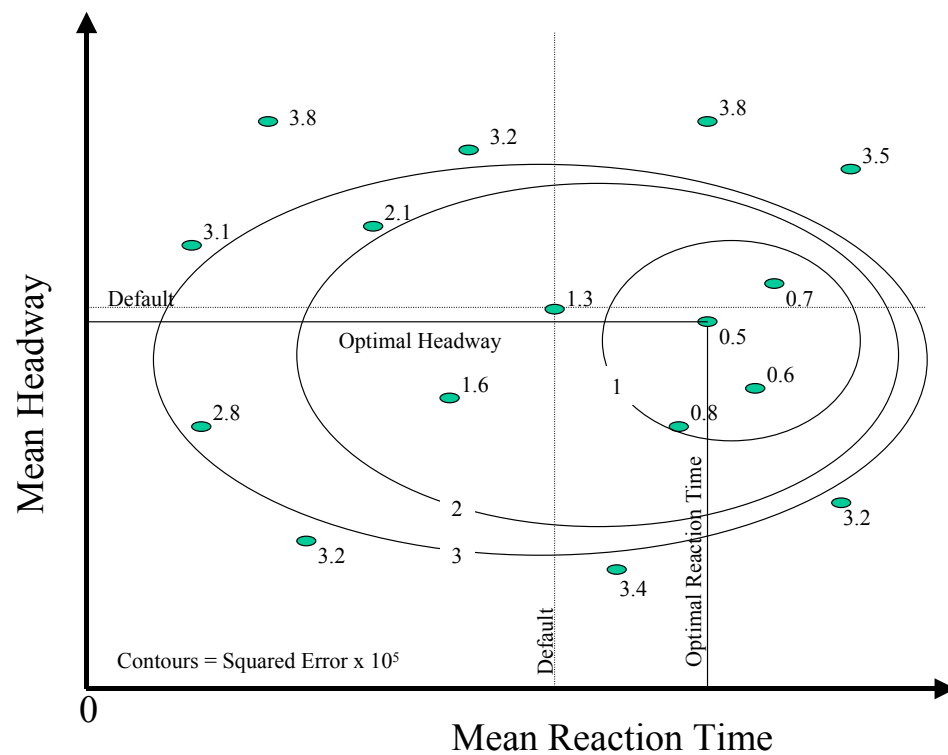 3.8
3.8
3.2
3.5
2.1
3.1
Default
1.3
0.7
0.5
Optimal Headway
1
0.6
1.6
0.8
2.8
2
3
3.2
3.2
3.4
Mean Headway
Default
Optimal Reaction Time
Contours = Squared Error x 10⁵
0
Mean Reaction Time